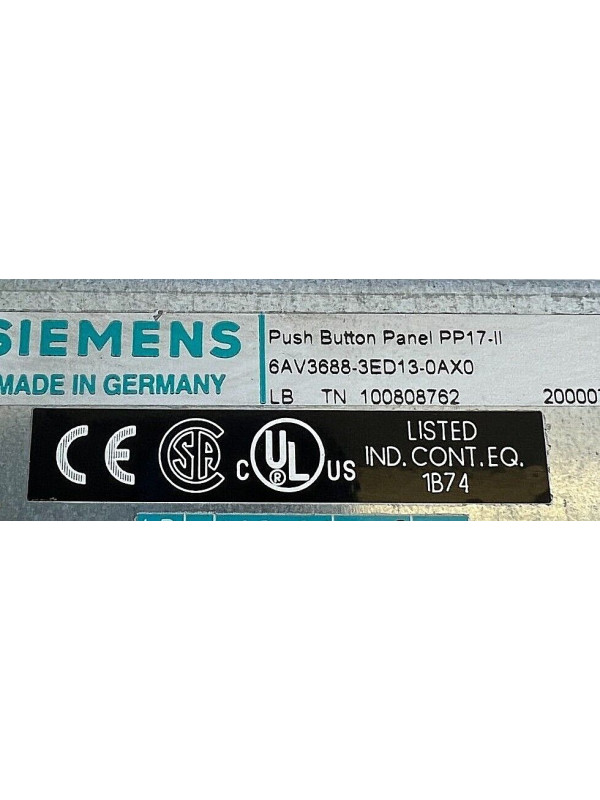 SIEMENS
MADE IN GERMANY
Push Button Panel PP17-II
6AV3688-3ED13-0AX0
LB TN 100808762
CE
SA
C UL US
®
LISTED
IND. CONT. EQ.
1B74